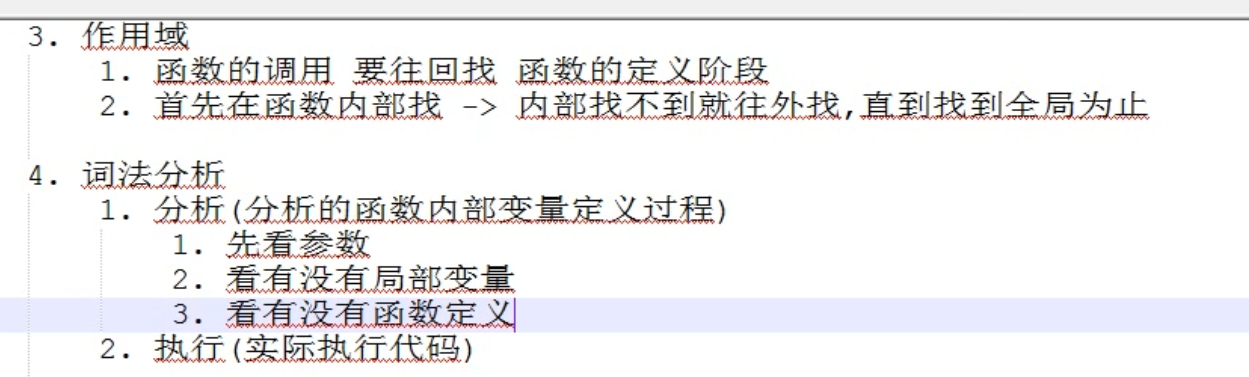 3. 作用域
1. 函数的调用 要往回找 函数的定义阶段
2. 首先在函数内部找 -> 内部找不到就往外找,直到找到全局为止
4. 词法分析
1. 分析(分析的函数内部变量定义过程)
1. 先看参数
2. 看有没有局部变量
3. 看有没有函数定义
2. 执行(实际执行代码)